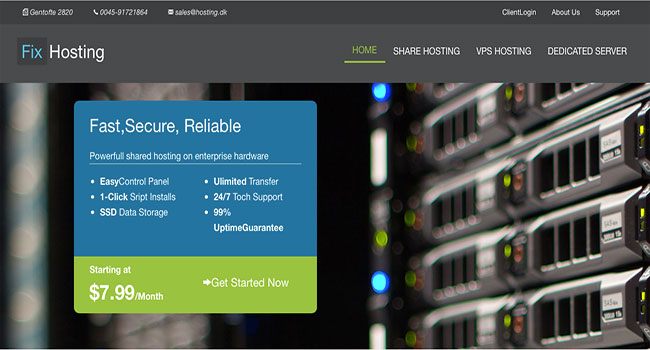 Gentofte 2820 0045-91721864 sales@hosting.dk ClientLogin About Us Support
Fix Hosting HOME SHARE HOSTING VPS HOSTING DEDICATED SERVER
Fast,Secure, Reliable
Powerfull shared hosting on enterprise hardware
EasyControl Panel
1-Click Sript Installs
SSD Data Storage
Ulimited Transfer
24/7 Toch Support
99%
UptimeGuarantee
Starting at
$7.99/Month
Get Started Now